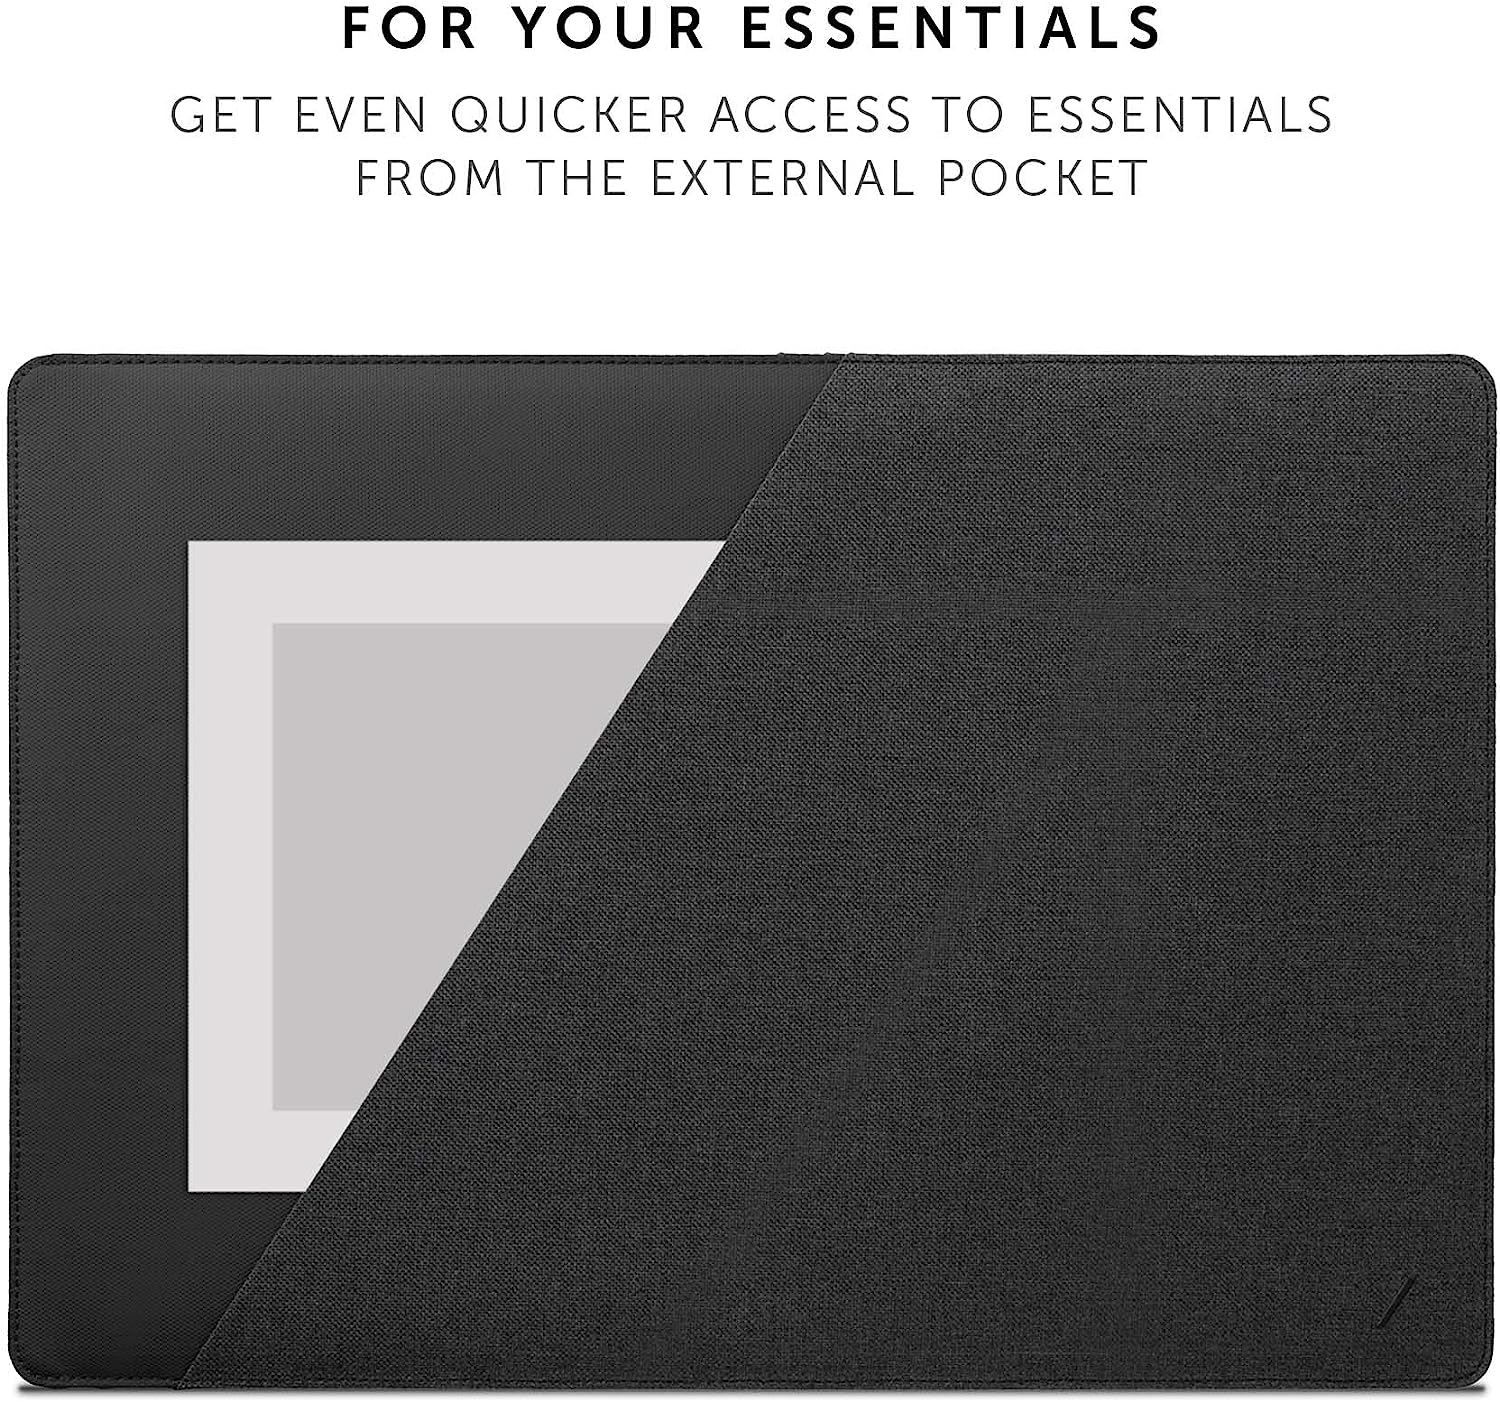 FOR YOUR ESSENTIALS
GET EVEN QUICKER ACCESS TO ESSENTIALS
FROM THE EXTERNAL POCKET